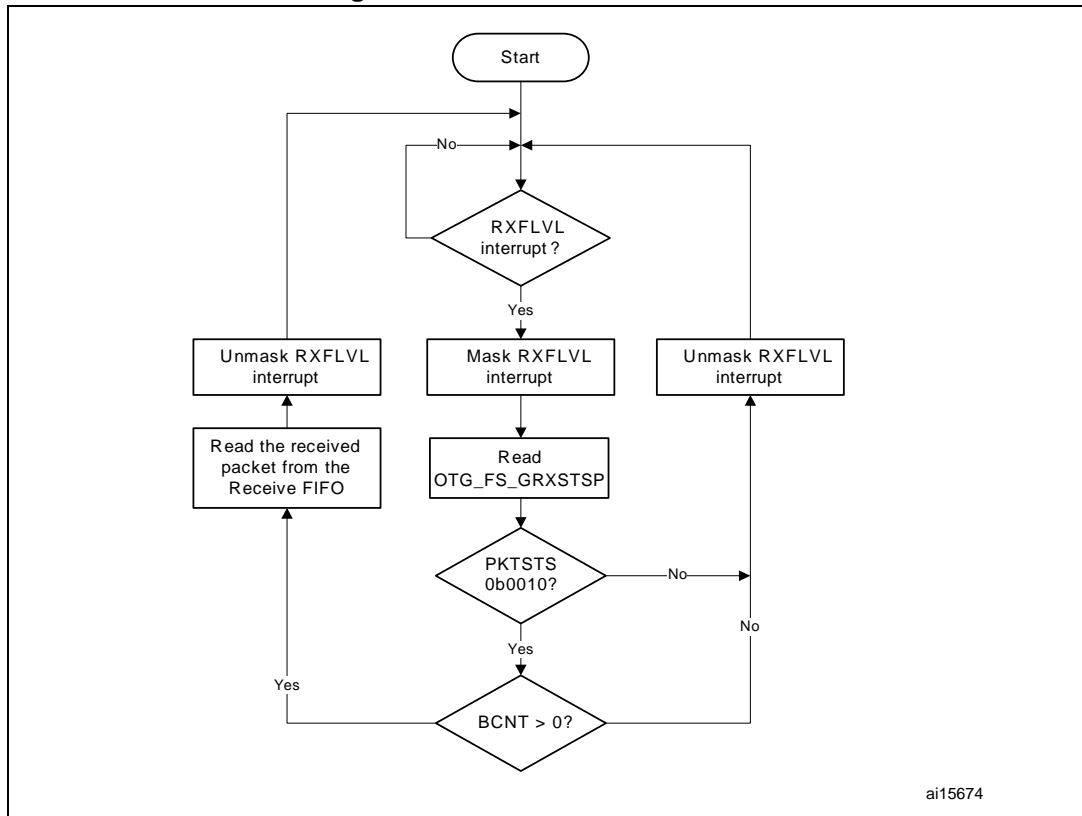 Start
No
RXFLVL
interrupt ?
Yes
Unmask RXFLVL
interrupt
Mask RXFLVL
interrupt
Unmask RXFLVL
interrupt
Read the received
packet from the
Receive FIFO
Read
OTG_FS_GRXSTSP
PKTSTS
0b0010?
No
No
Yes
Yes
BCNT > 0?
ai15674